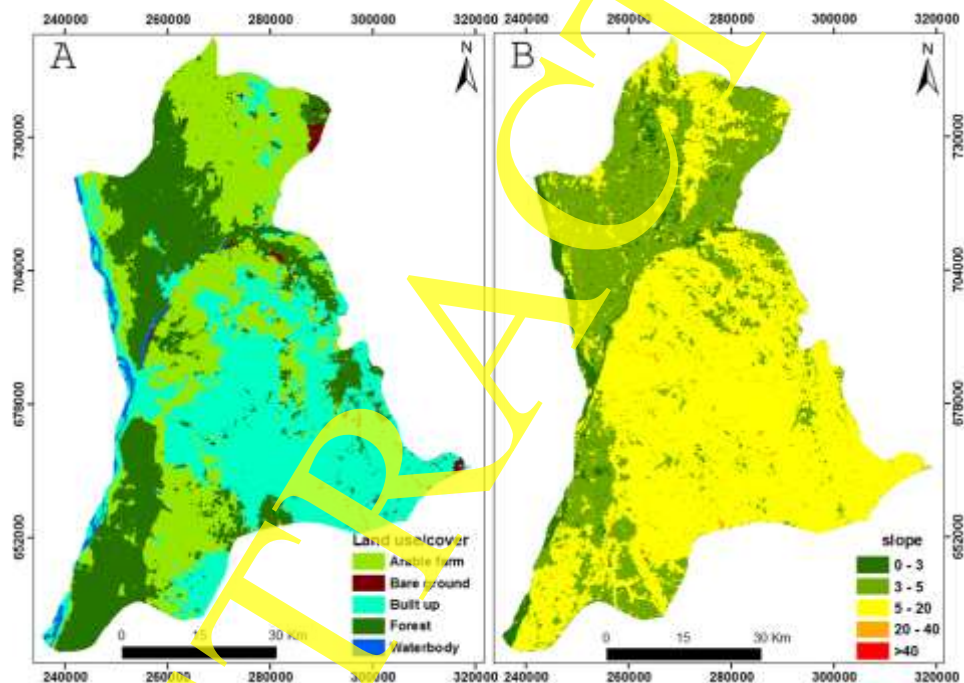 240000 260000 280000 300000 320000 240000 260000 280000 300000 320000
A
N
B
N
730000
704000
678000
652000
730000
704000
678000
652000
Land use/cover
Arable farm
Bare ground
Built up
Forest
Waterbody
0 15 30 Km
slope
0 - 3
3 - 5
5 - 20
20 - 40
>40
0 15 30 Km
240000 260000 280000 300000 320000 240000 260000 280000 300000 320000
TRACT